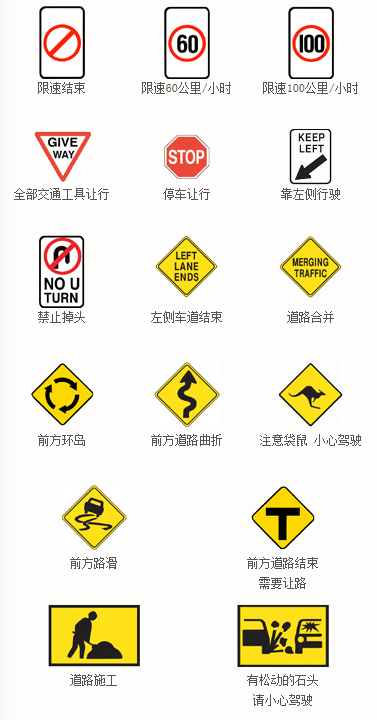 60
100
限速结束
限速60公里/小时
限速100公里/小时
GIVE
WAY
STOP
KEEP
LEFT
全部交通工具让行
停车让行
靠左侧行驶
NO U
TURN
LEFT
LANE
ENDS
MERGING
TRAFFIC
禁止掉头
左侧车道结束
道路合并
前方环岛
前方道路曲折
注意袋鼠 小心驾驶
前方路滑
前方道路结束
需要让路
道路施工
有松动的石头
请小心驾驶